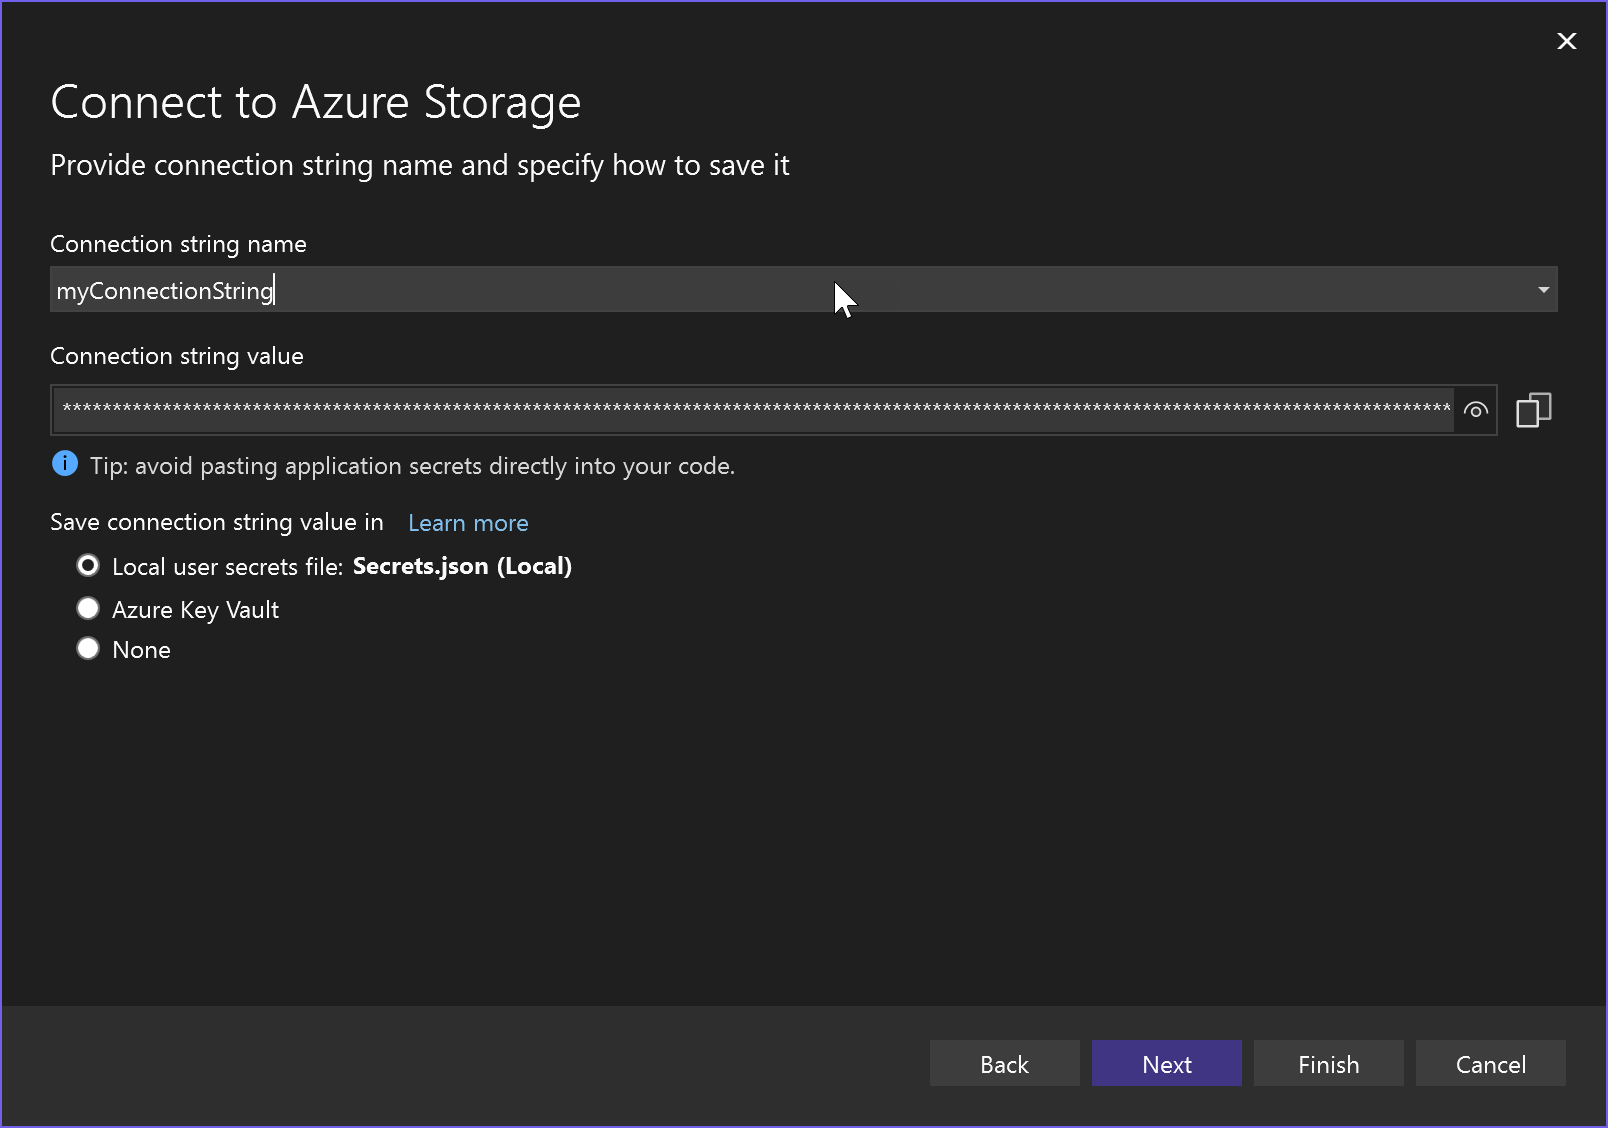 Connect to Azure Storage
Provide connection string name and specify how to save it
Connection string name
myConnectionString
Connection string value
*******************************************************************************************************************************************
Tip: avoid pasting application secrets directly into your code.
Save connection string value in Learn more
Local user secrets file: Secrets.json (Local)
Azure Key Vault
None
Back Next Finish Cancel